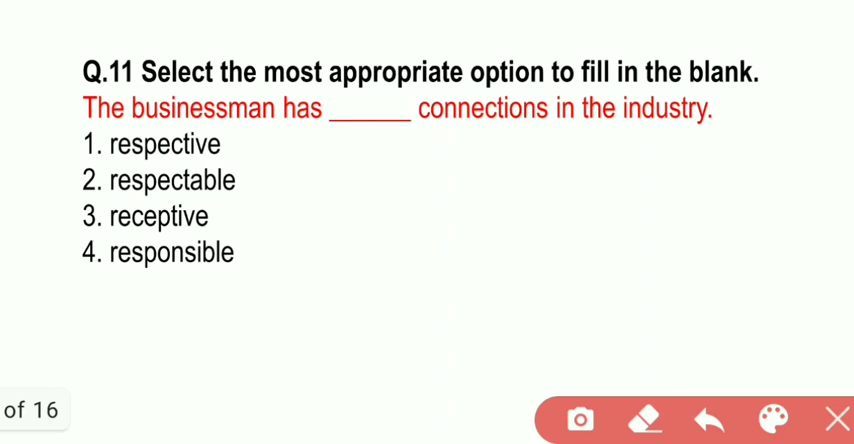 Q.11 Select the most appropriate option to fill in the blank.
The businessman has ______ connections in the industry.
1. respective
2. respectable
3. receptive
4. responsible
of 16